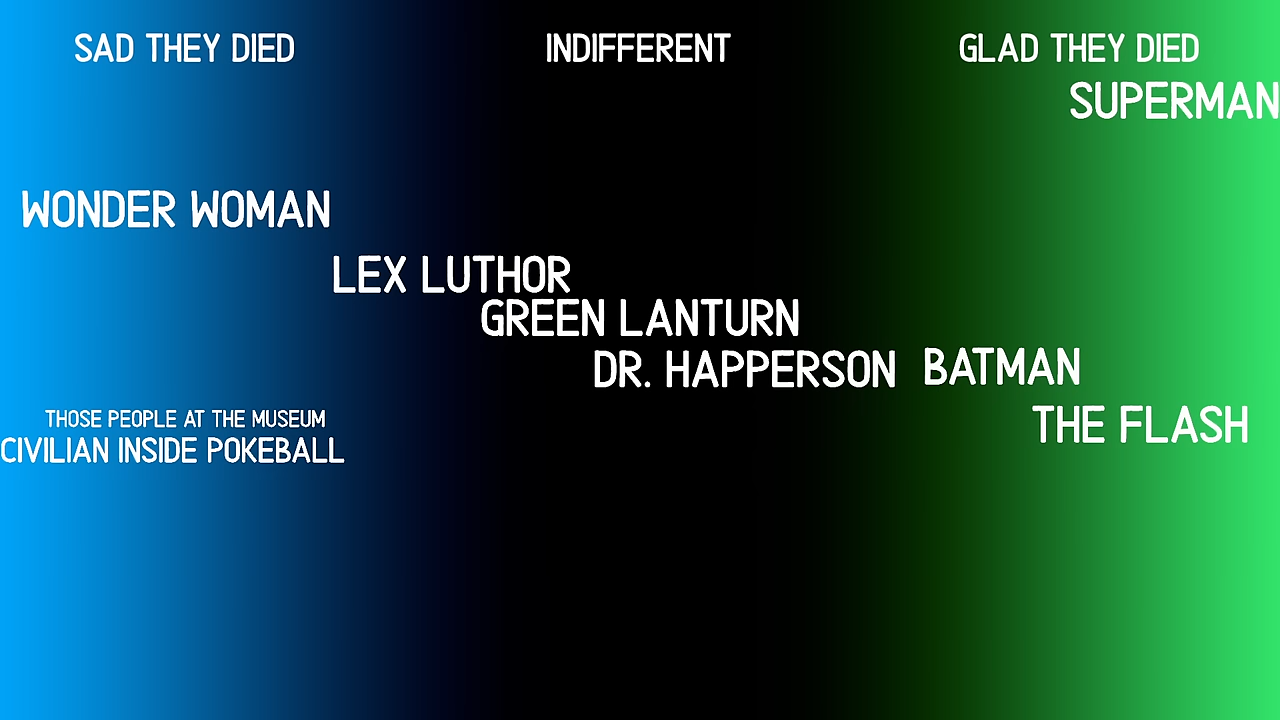 SAD THEY DIED
INDIFFERENT
GLAD THEY DIED
SUPERMAN
WONDER WOMAN
LEX LUTHOR
GREEN LANTURN
DR. HAPPERSON
BATMAN
THOSE PEOPLE AT THE MUSEUM
THE FLASH
CIVILIAN INSIDE POKEBALL